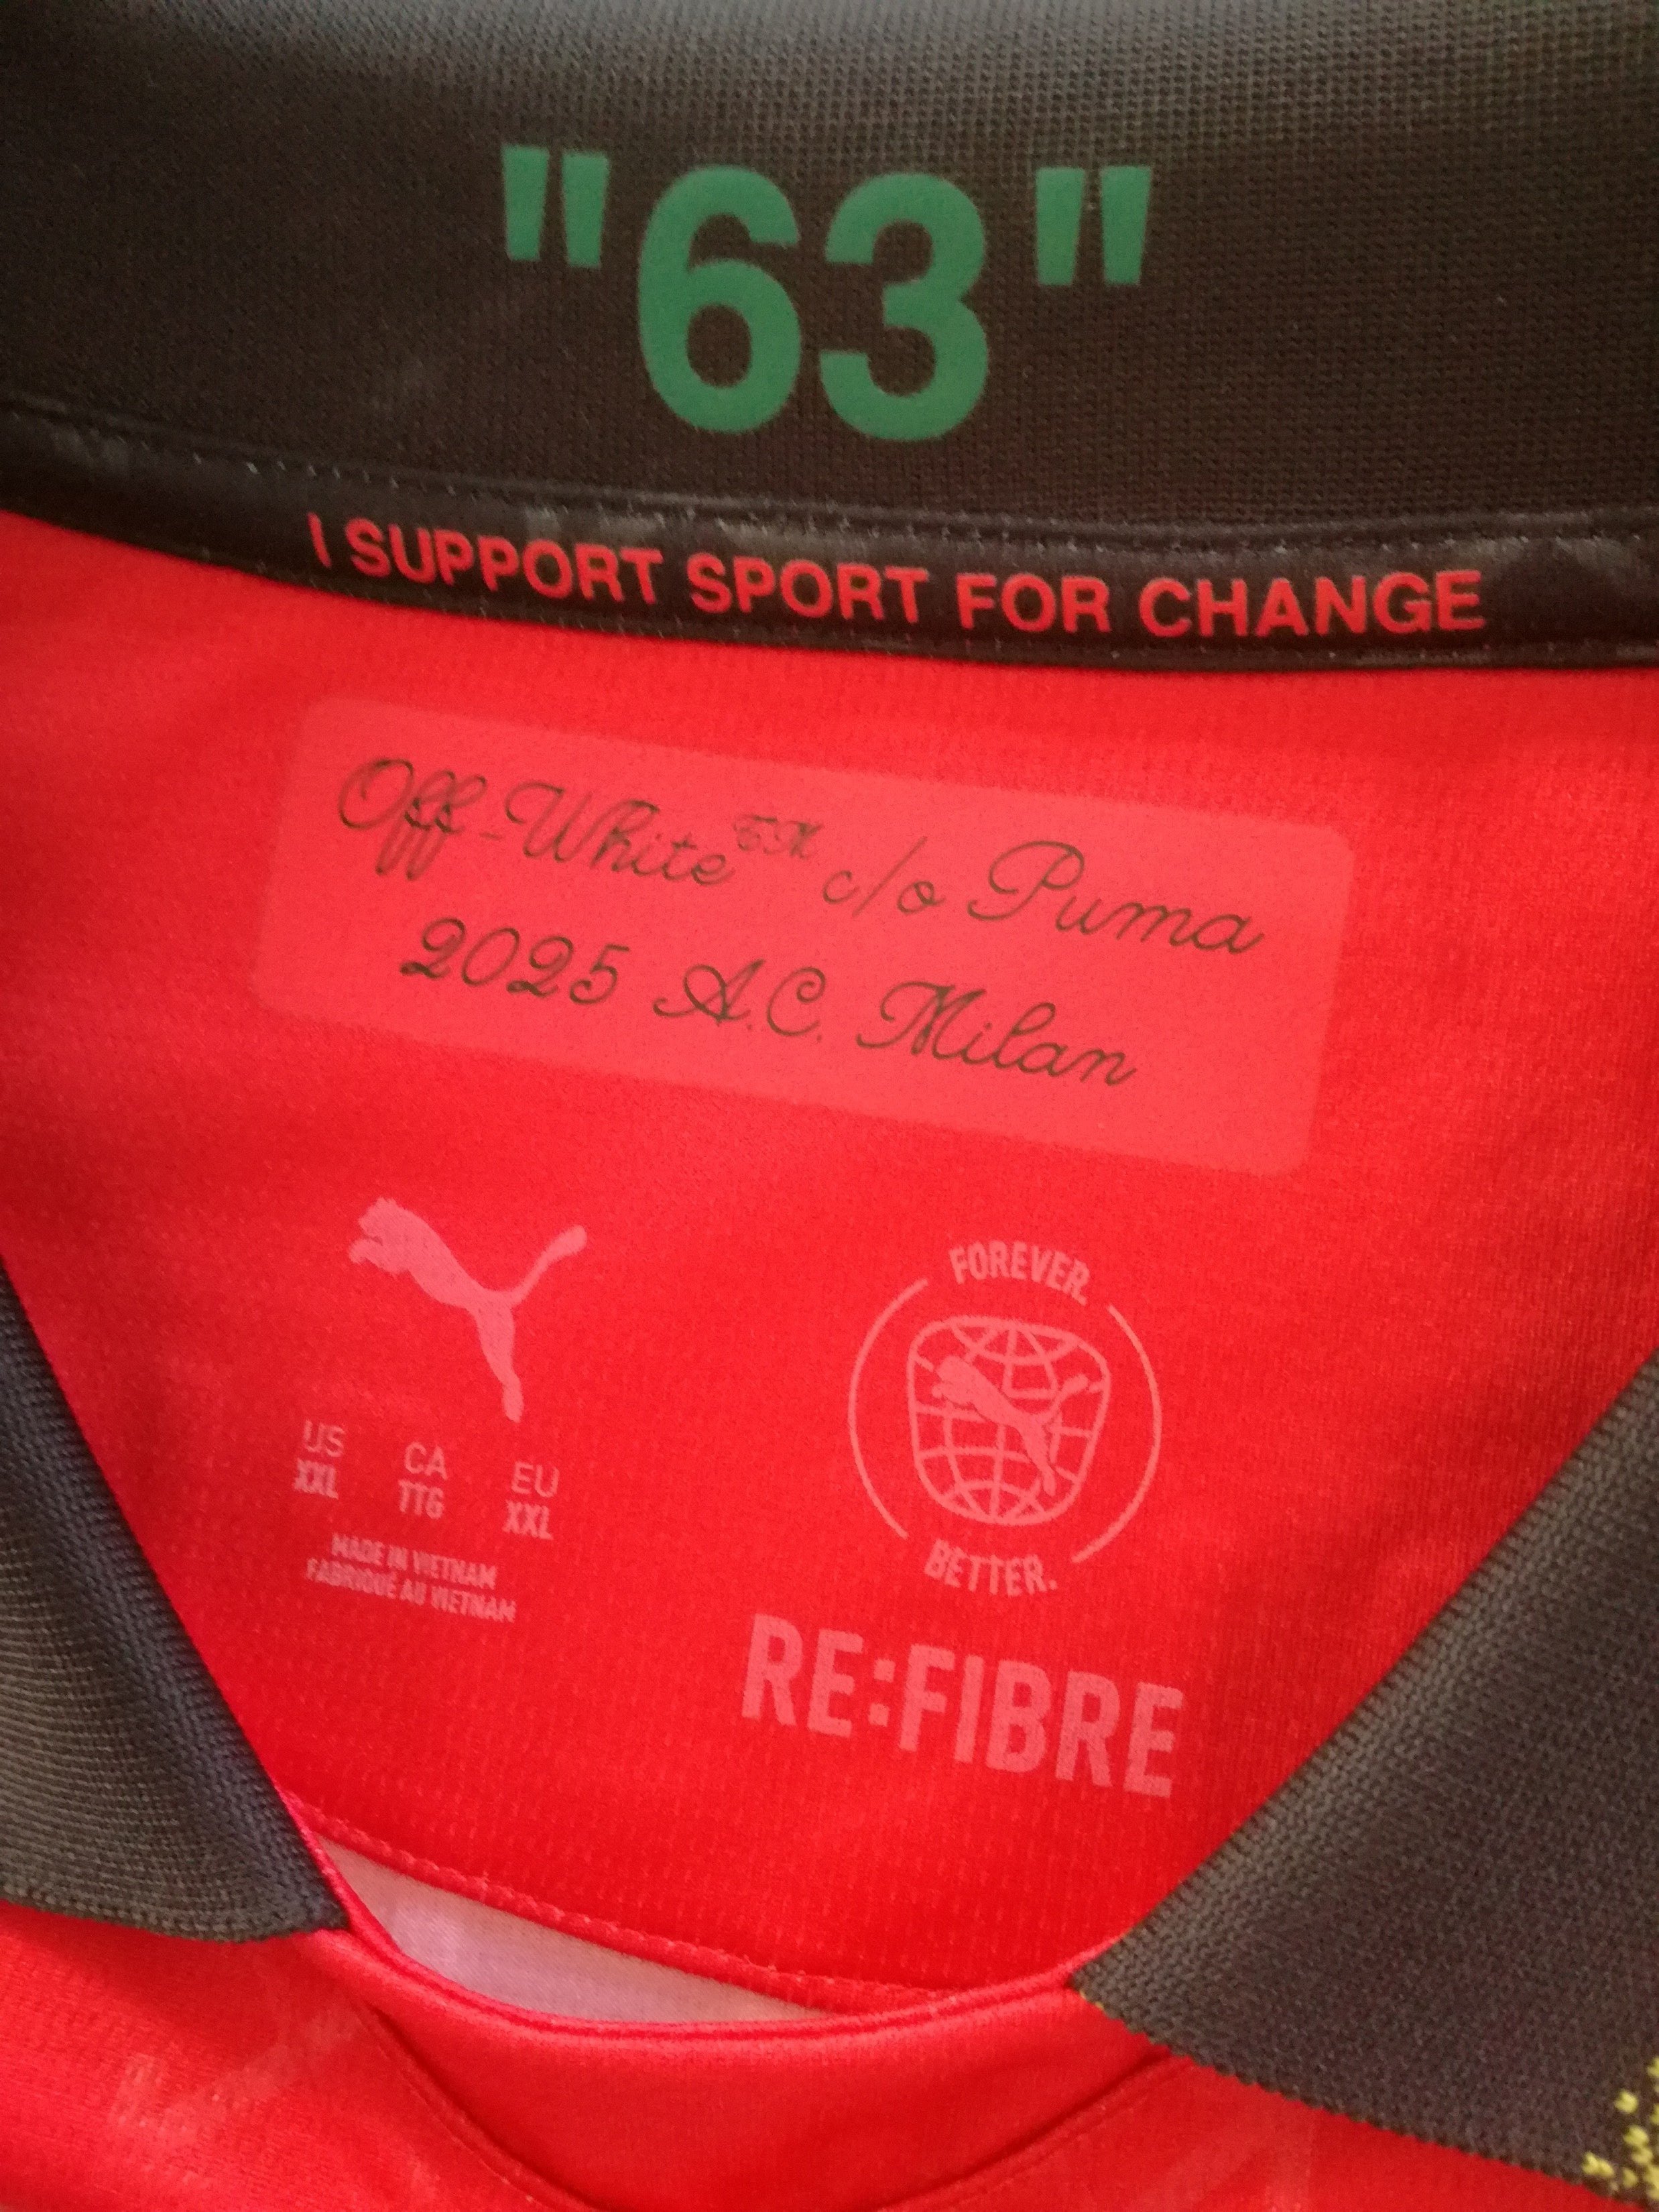 "63"
I SUPPORT SPORT FOR CHANGE
Off-White™ c/o Puma
2025 A.C. Milan
US CA EU
XXL TTG XXL
MADE IN VIETNAM
FABRIQUÉ AU VIETNAM
FOREVER.
BETTER.
RE:FIBRE